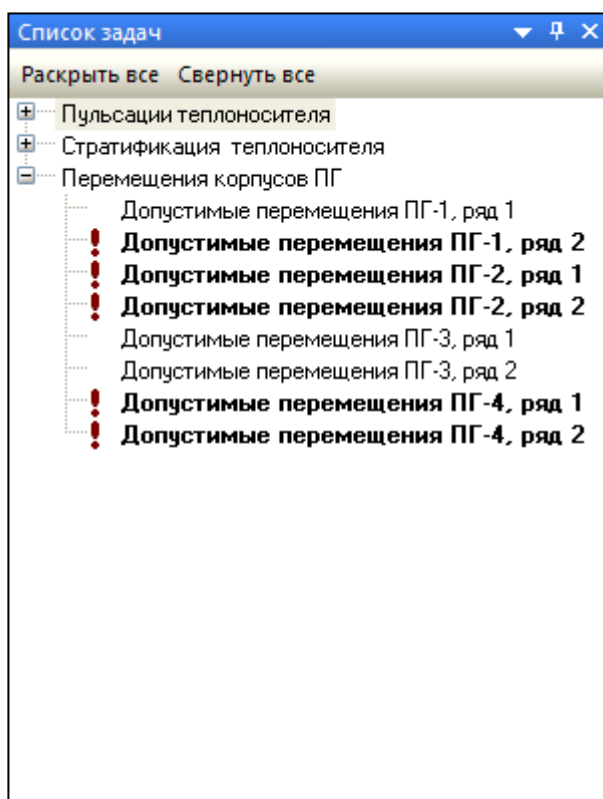 Список задач
Раскрыть все Свернуть все
Пульсации теплоносителя
Стратификация теплоносителя
Перемещения корпусов ПГ
Допустимые перемещения ПГ-1, ряд 1
Допустимые перемещения ПГ-1, ряд 2
Допустимые перемещения ПГ-2, ряд 1
Допустимые перемещения ПГ-2, ряд 2
Допустимые перемещения ПГ-3, ряд 1
Допустимые перемещения ПГ-3, ряд 2
Допустимые перемещения ПГ-4, ряд 1
Допустимые перемещения ПГ-4, ряд 2